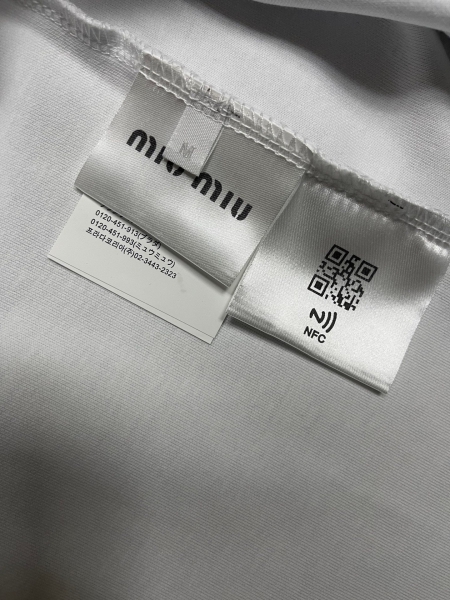 M
miu miu
0120-451-913(プラダ)
0120-451-993(ミュウミュウ)
프라다코리아(주)02-3443-2323
NFC